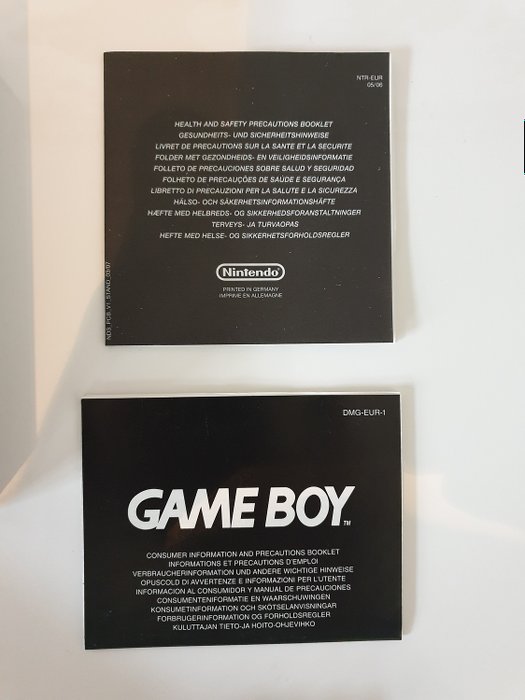 NTR-EUR
05/06
HEALTH AND SAFETY PRECAUTIONS BOOKLET
GESUNDHEITS- UND SICHERHEITSHINWEISE
LIVRET DE PRECAUTIONS SUR LA SANTE ET LA SECURITE
FOLDER MET GEZONDHEIDS- EN VEILIGHEIDSINFORMATIE
FOLLETO DE PRECAUCIONES SOBRE SALUD Y SEGURIDAD
FOLHETO DE PRECAUÇÕES DE SAÚDE E SEGURANÇA
LIBRETTO DI PRECAUZIONI PER LA SALUTE E LA SICUREZZA
HÄLSO- OCH SÄKERHETSINFORMATIONSHÄFTE
HÆFTE MED HELBREDS- OG SIKKERHEDSFORANSTALTNINGER
TERVEYS- JA TURVAOPAS
HEFTE MED HELSE- OG SIKKERHETSFORHOLDSREGLER
Nintendo
PRINTED IN GERMANY
IMPRIMÉ EN ALLEMAGNE
DMG-EUR-1
GAME BOY™
CONSUMER INFORMATION AND PRECAUTIONS BOOKLET
INFORMATIONS ET PRECAUTIONS D'EMPLOI
VERBRAUCHERINFORMATION UND ANDERE WICHTIGE HINWEISE
OPUSCOLO DI AVVERTENZE E INFORMAZIONI PER L'UTENTE
INFORMACION AL CONSUMIDOR Y MANUAL DE PRECAUCIONES
CONSUMENTENIFORMATIE EN WAARSCHUWINGEN
KONSUMETINFORMATION OCH SKÖTSELANVISNINGAR
FORBRUGERINFORMATION OG FORHOLDSREGLER
KULUTTAJAN TIETO-JA HOITO-OHJEVIHKO